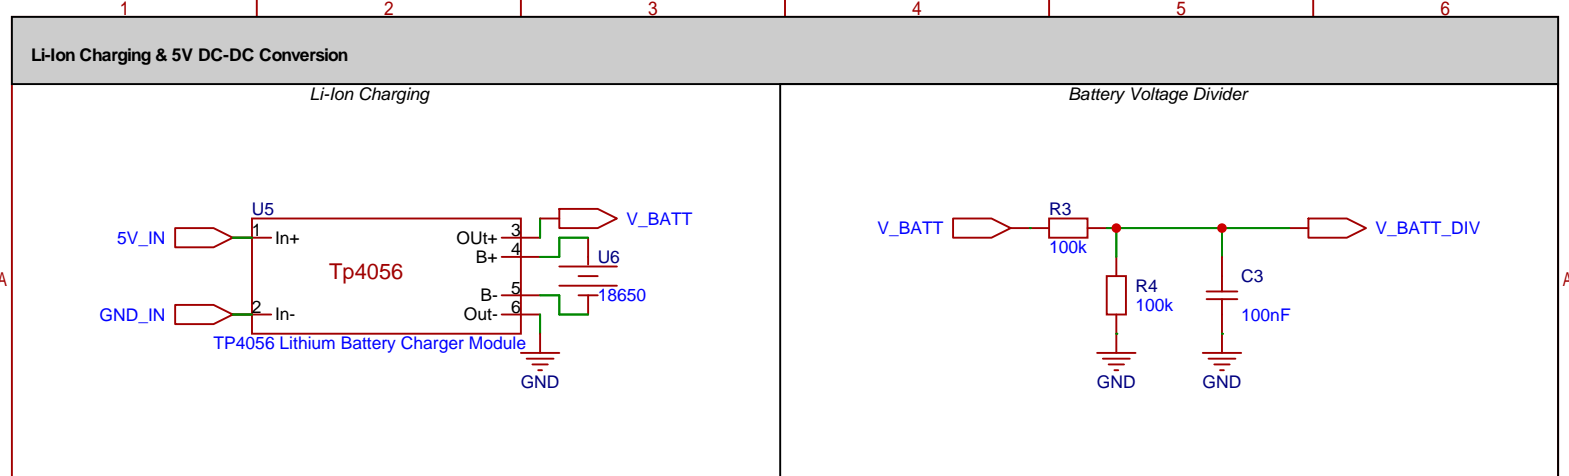 1 2 3 4 5 6
Li-Ion Charging & 5V DC-DC Conversion
Li-Ion Charging
Battery Voltage Divider
A
A
U5
5V_IN
1
In+
GND_IN
2
In-
Tp4056
OUt+
3
B+
4
B-
5
Out-
6
TP4056 Lithium Battery Charger Module
V_BATT
U6
18650
GND
V_BATT
R3
100k
R4
100k
GND
C3
100nF
GND
V_BATT_DIV